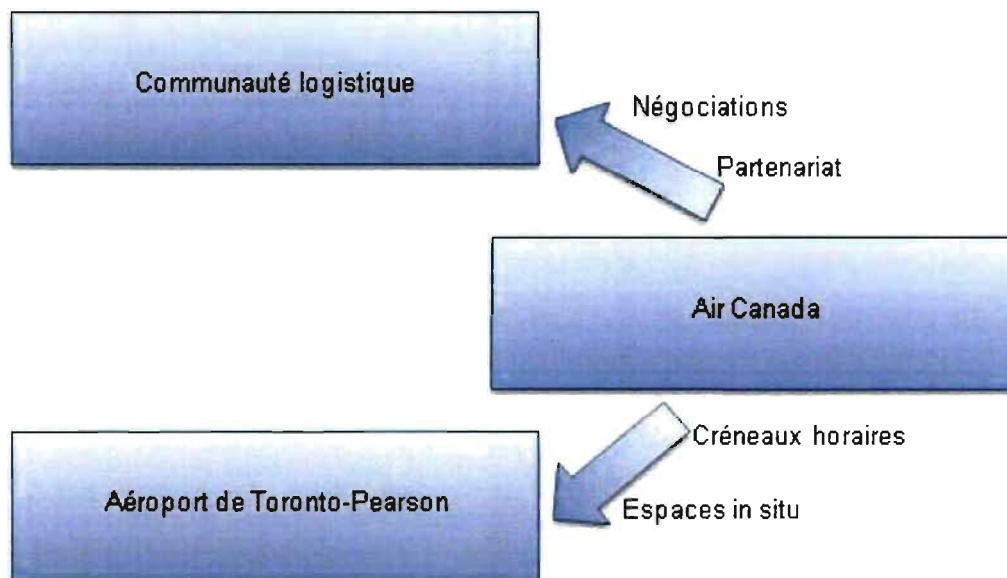 Communauté logistique
Négociations
Partenariat
Air Canada
Créneaux horaires
Aéroport de Toronto-Pearson
Espaces in situ